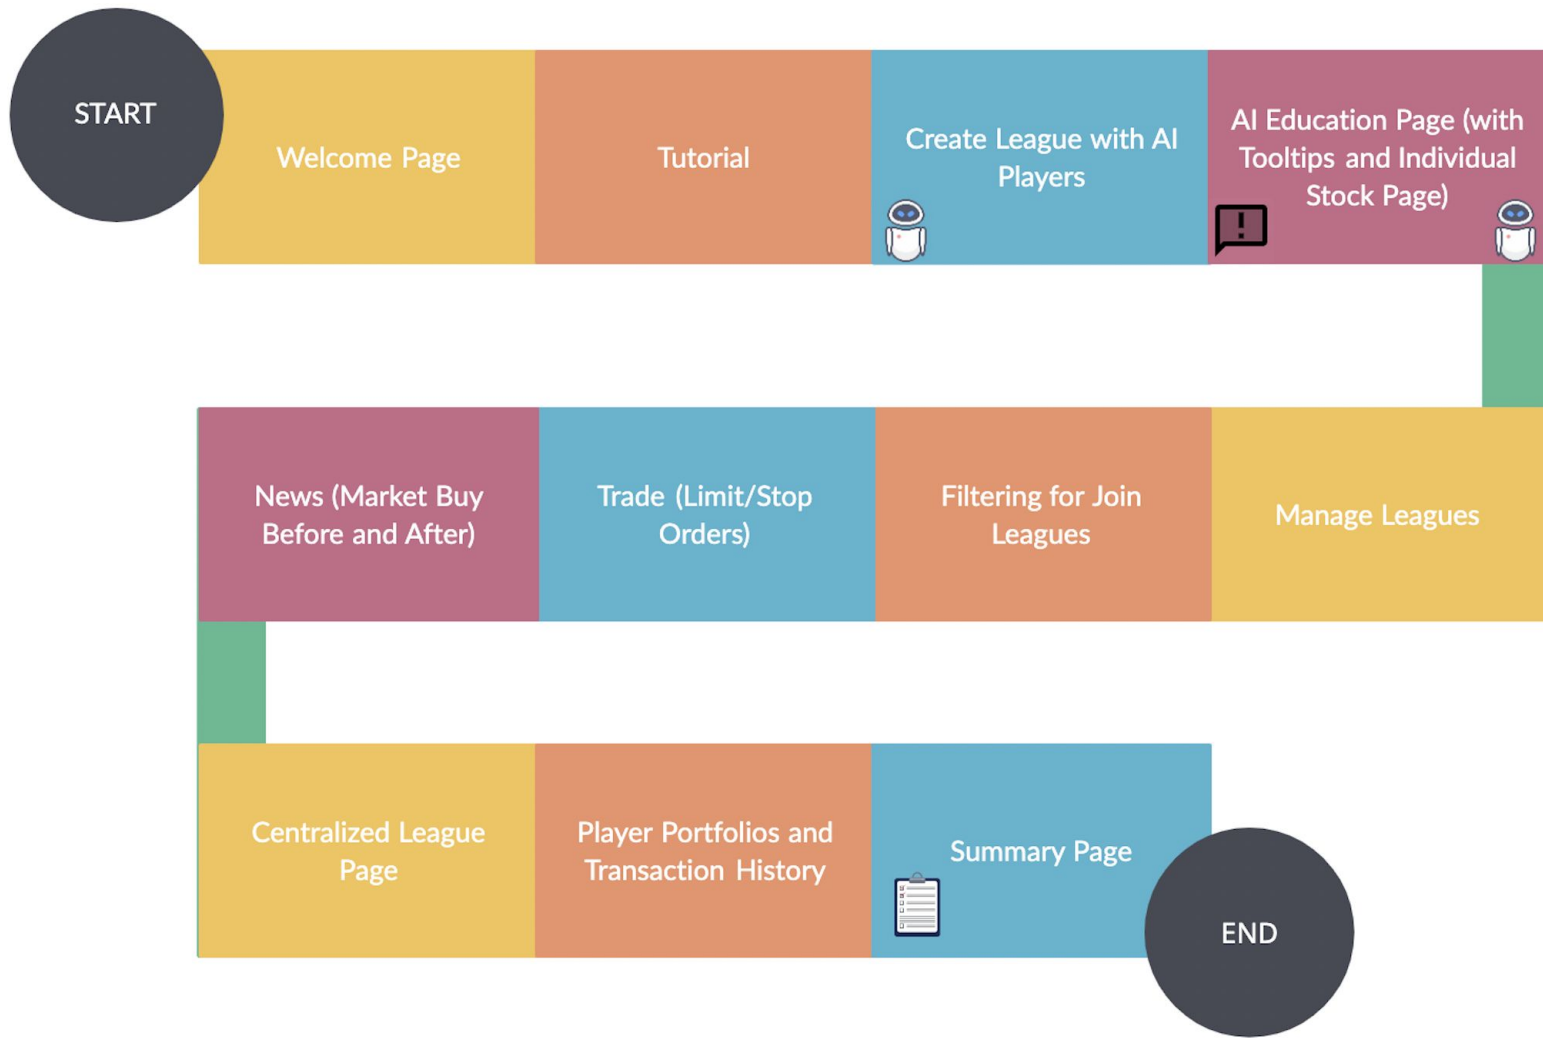 START
Welcome Page
Tutorial
Create League with AI
Players
AI Education Page (with
Tooltips and Individual
Stock Page)
!
News (Market Buy
Before and After)
Trade (Limit/Stop
Orders)
Filtering for Join
Leagues
Manage Leagues
Centralized League
Page
Player Portfolios and
Transaction History
Summary Page
END